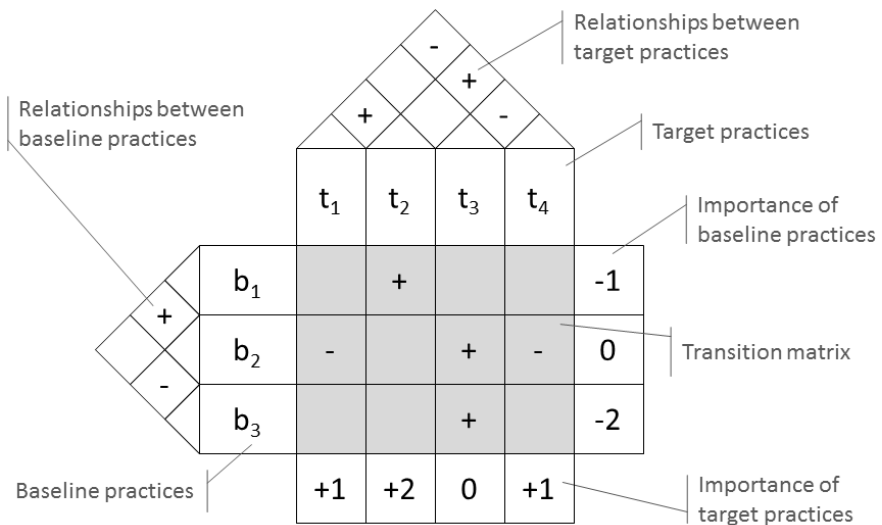 -
Relationships between
target practices
+
Relationships between
baseline practices
+
-
Target practices
t₁ t₂ t₃ t₄
Importance of
baseline practices
b₁ + -1
+
b₂ - + - 0
Transition matrix
-
b₃ + -2
Baseline practices
+1 +2 0 +1
Importance of
target practices